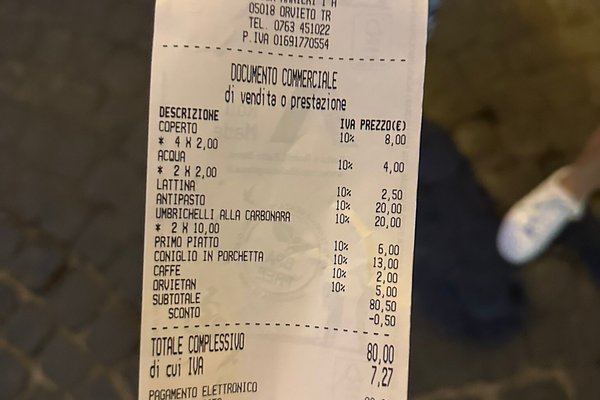 05018 ORVIETO TR
TEL. 0763 451022
P.IVA 01691770554
DOCUMENTO COMMERCIALE
di vendita o prestazione
DESCRIZIONE IVA PREZZO(€)
COPERTO 10% 8,00
* 4 X 2,00
ACQUA 10% 4,00
* 2 X 2,00
LATTINA 10% 2,50
ANTIPASTO 10% 20,00
UMBRICHELLI ALLA CARBONARA 10% 20,00
* 2 X 10,00
PRIMO PIATTO 10% 6,00
CONIGLIO IN PORCHETTA 10% 13,00
CAFFE 10% 2,00
ORVIETAN 10% 5,00
SUBTOTALE 80,50
SCONTO -0,50
TOTALE COMPLESSIVO 80,00
di cui IVA 7,27
PAGAMENTO ELETTRONICO